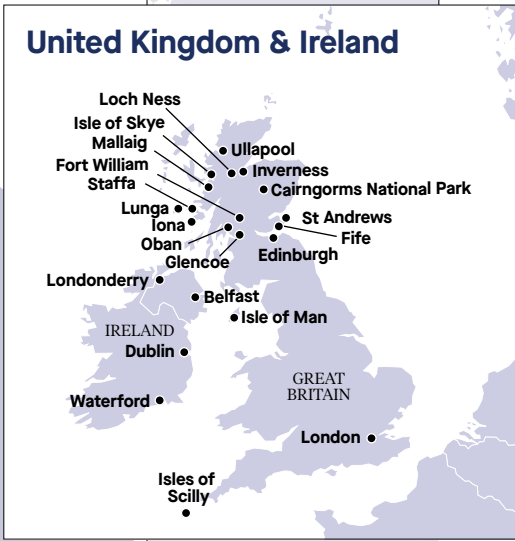 United Kingdom & Ireland
Loch Ness
Isle of Skye
Mallaig
Ullapool
Fort William
Inverness
Staffa
Cairngorms National Park
Lunga
St Andrews
Iona
Fife
Oban
Edinburgh
Glencoe
Londonderry
Belfast
Isle of Man
IRELAND
Dublin
GREAT
BRITAIN
Waterford
London
Isles of
Scilly